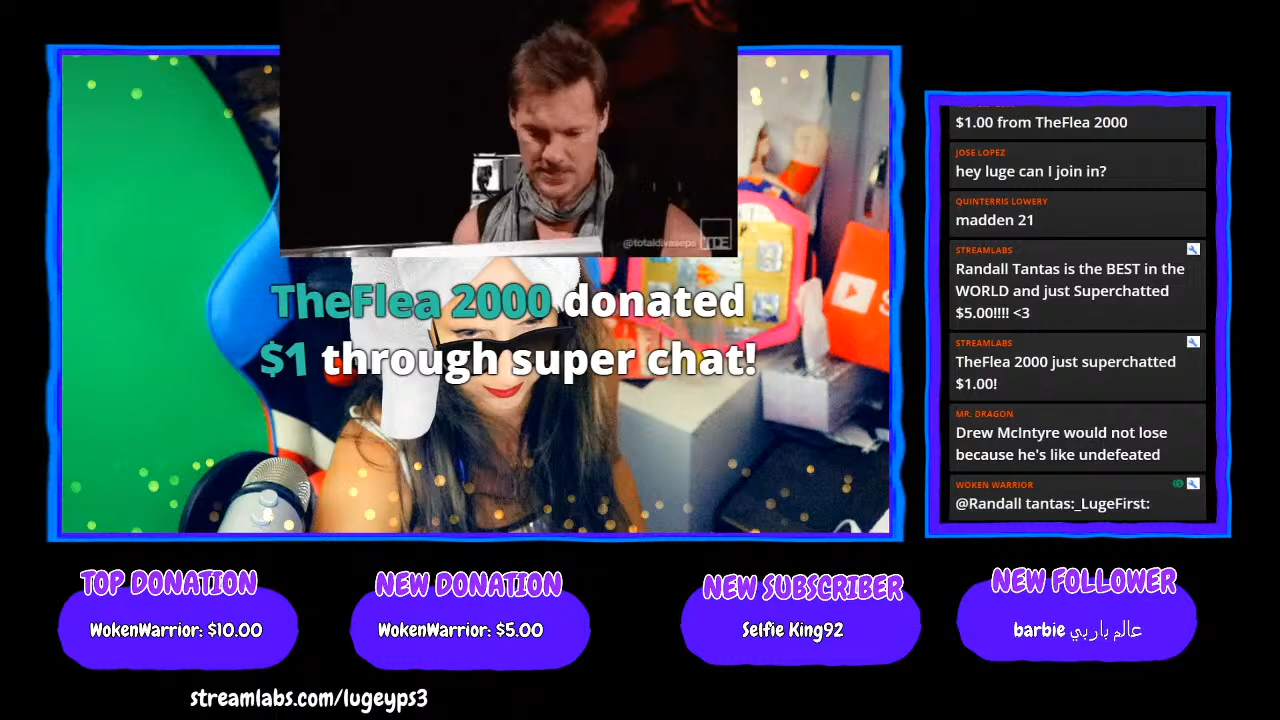 @totaldivaseps
TheFlea 2000 donated
$1 through super chat!
$1.00 from TheFlea 2000
JOSE LOPEZ
hey luge can I join in?
QUINTERRIS LOWERY
madden 21
STREAMLABS
Randall Tantas is the BEST in the
WORLD and just Superchatted
$5.00!!!! <3
STREAMLABS
TheFlea 2000 just superchatted
$1.00!
MR. DRAGON
Drew McIntyre would not lose
because he's like undefeated
WOKEN WARRIOR
@Randall tantas:_LugeFirst:
TOP DONATION
WokenWarrior: $10.00
NEW DONATION
WokenWarrior: $5.00
NEW SUBSCRIBER
Selfie King92
NEW FOLLOWER
barbie عالم باربي
streamlabs.com/lugeyps3